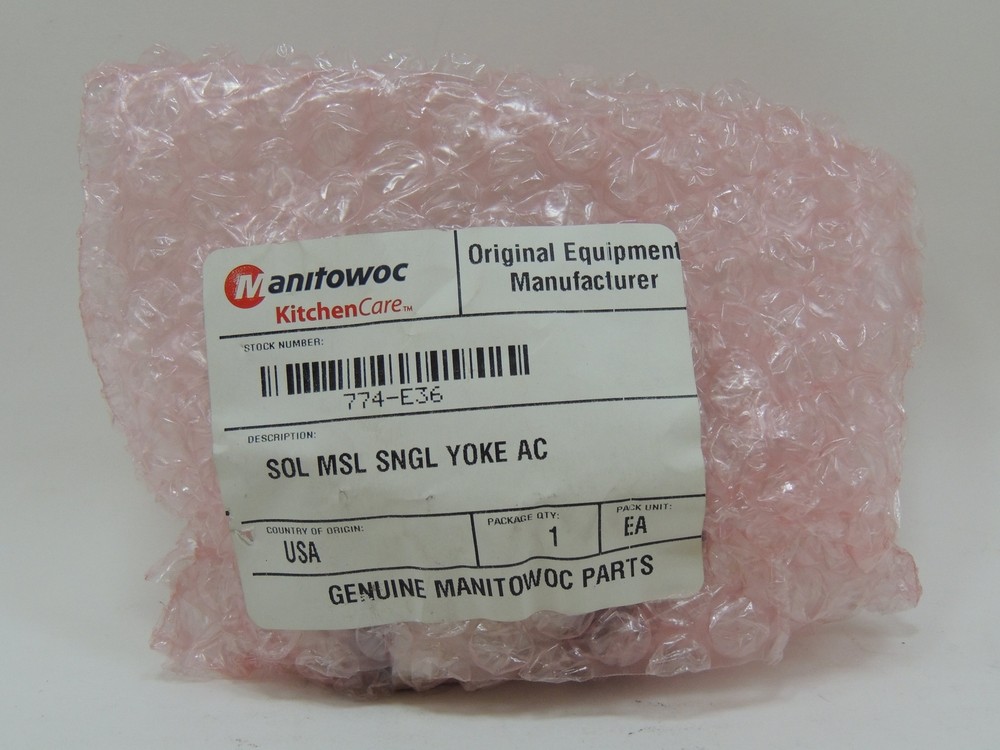 Manitowoc
KitchenCare™
Original Equipment
Manufacturer
STOCK NUMBER:
774-E36
DESCRIPTION:
SOL MSL SNGL YOKE AC
COUNTRY OF ORIGIN:
USA
PACKAGE QTY:
1
PACK UNIT:
EA
GENUINE MANITOWOC PARTS